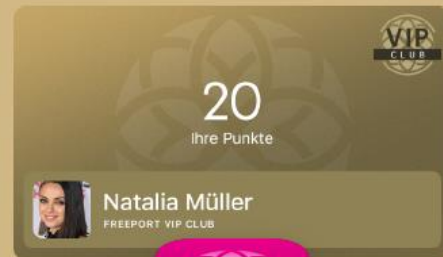 VIP
CLUB
20
Ihre Punkte
Natalia Müller
FREEPORT VIP CLUB